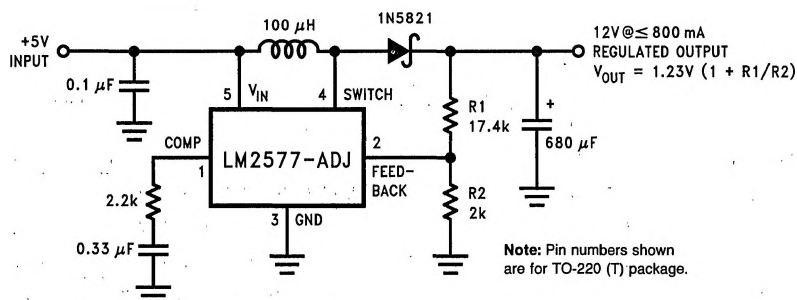 +5V
INPUT
100 μH
1N5821
12V@≤ 800 mA
REGULATED OUTPUT
VOUT = 1.23V (1 + R1/R2)
0.1 μF
5
VIN
4
SWITCH
R1
17.4k
+
680 μF
COMP
1
LM2577-ADJ
2
FEED-
BACK
2.2k
R2
2k
3
GND
0.33 μF
Note: Pin numbers shown
are for TO-220 (T) package.